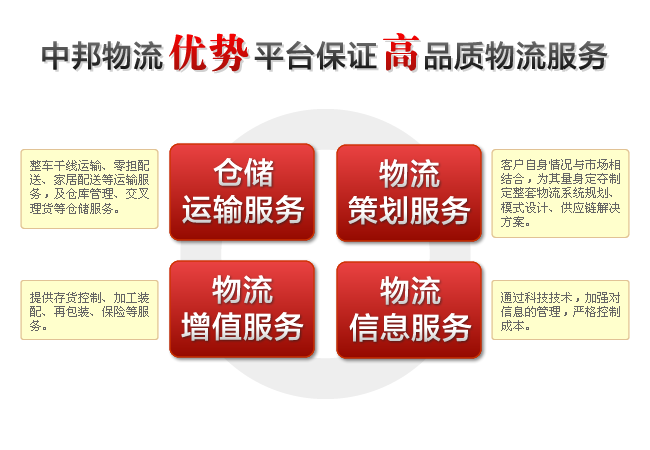 中邦物流优势平台保证高品质物流服务
整车干线运输、零担配
送、家居配送等运输服
务，及仓库管理、交叉
理货等仓储服务。
仓储
运输服务
物流
策划服务
客户自身情况与市场相
结合，为其量身定夺制
定整套物流系统规划、
模式设计、供应链解决
方案。
提供存货控制、加工装
配、再包装、保险等服
务。
物流
增值服务
物流
信息服务
通过科技技术，加强对
信息的管理，严格控制
成本。